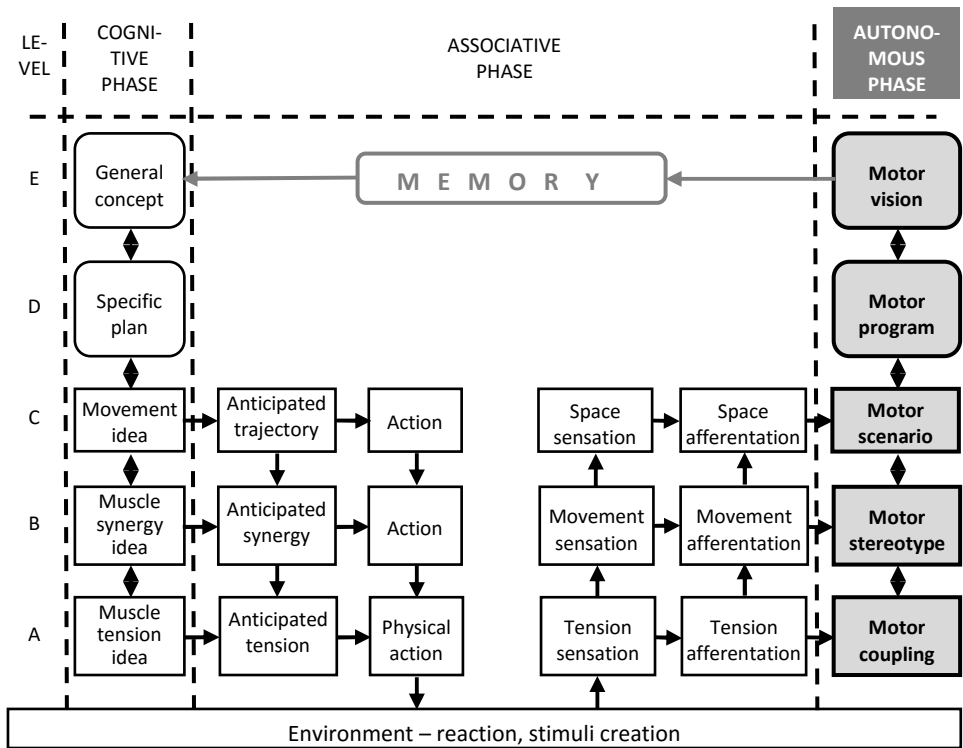 LE-
VEL
COGNI-
TIVE
PHASE
ASSOCIATIVE
PHASE
AUTONO-
MOUS
PHASE
E
General
concept
M E M O R Y
Motor
vision
D
Specific
plan
Motor
program
C
Movement
idea
Anticipated
trajectory
Action
Space
sensation
Space
afferentation
Motor
scenario
B
Muscle
synergy
idea
Anticipated
synergy
Action
Movement
sensation
Movement
afferentation
Motor
stereotype
A
Muscle
tension
idea
Anticipated
tension
Physical
action
Tension
sensation
Tension
afferentation
Motor
coupling
Environment – reaction, stimuli creation